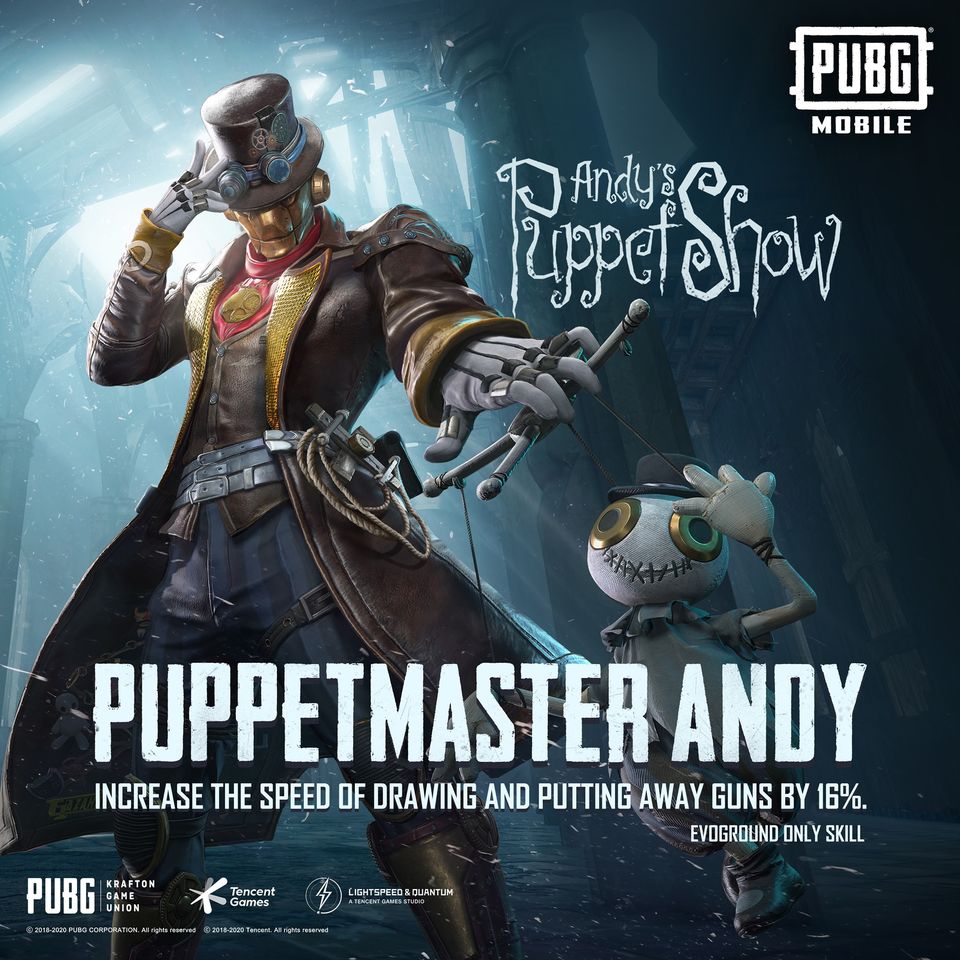 PUBG®
MOBILE
Andy's
Puppet Show
PUPPETMASTER ANDY
INCREASE THE SPEED OF DRAWING AND PUTTING AWAY GUNS BY 16%.
EVOGROUND ONLY SKILL
PUBG
KRAFTON
GAME
UNION
Tencent
Games
LIGHTSPEED & QUANTUM
A TENCENT GAMES STUDIO
© 2018-2020 PUBG CORPORATION. All rights reserved © 2018-2020 Tencent. All rights reserved